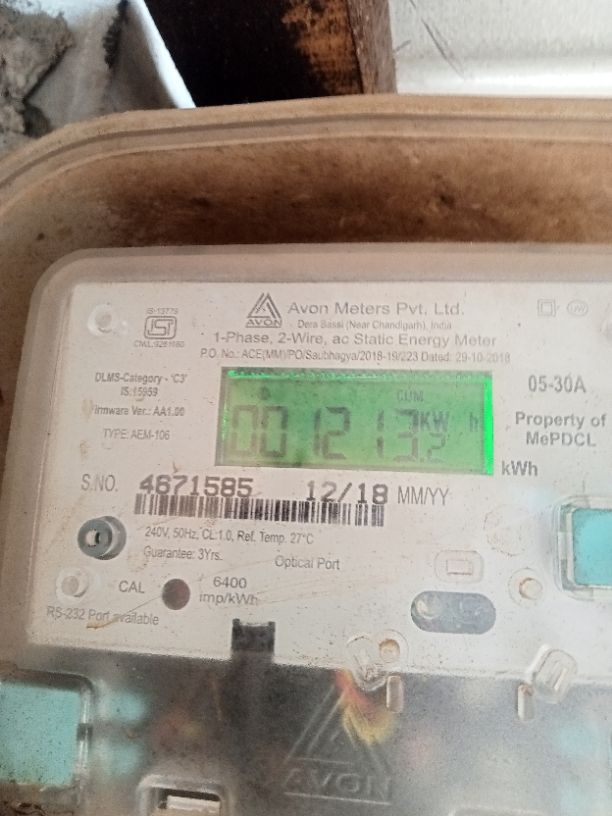 IS-13779
ISI
CM/L:9281680
AVON
Avon Meters Pvt. Ltd.
Dera Bassi (Near Chandigarh), India
1-Phase, 2-Wire, ac Static Energy Meter
P.O. No.: ACE(MM)/PO/Saubhagya/2018-19/223 Dated: 29-10-2018
DLMS-Category - 'C3'
IS:15959
Firmware Ver.: AA1.00
TYPE: AEM-106
CUM
001213.2 KW h
kWh
05-30A
Property of
MePDCL
S.NO. 4671585 12/18 MM/YY
240V, 50Hz, CL:1.0, Ref. Temp. 27°C
Guarantee: 3Yrs.
Optical Port
CAL
6400
imp/kWh
RS-232 Port available
AVON